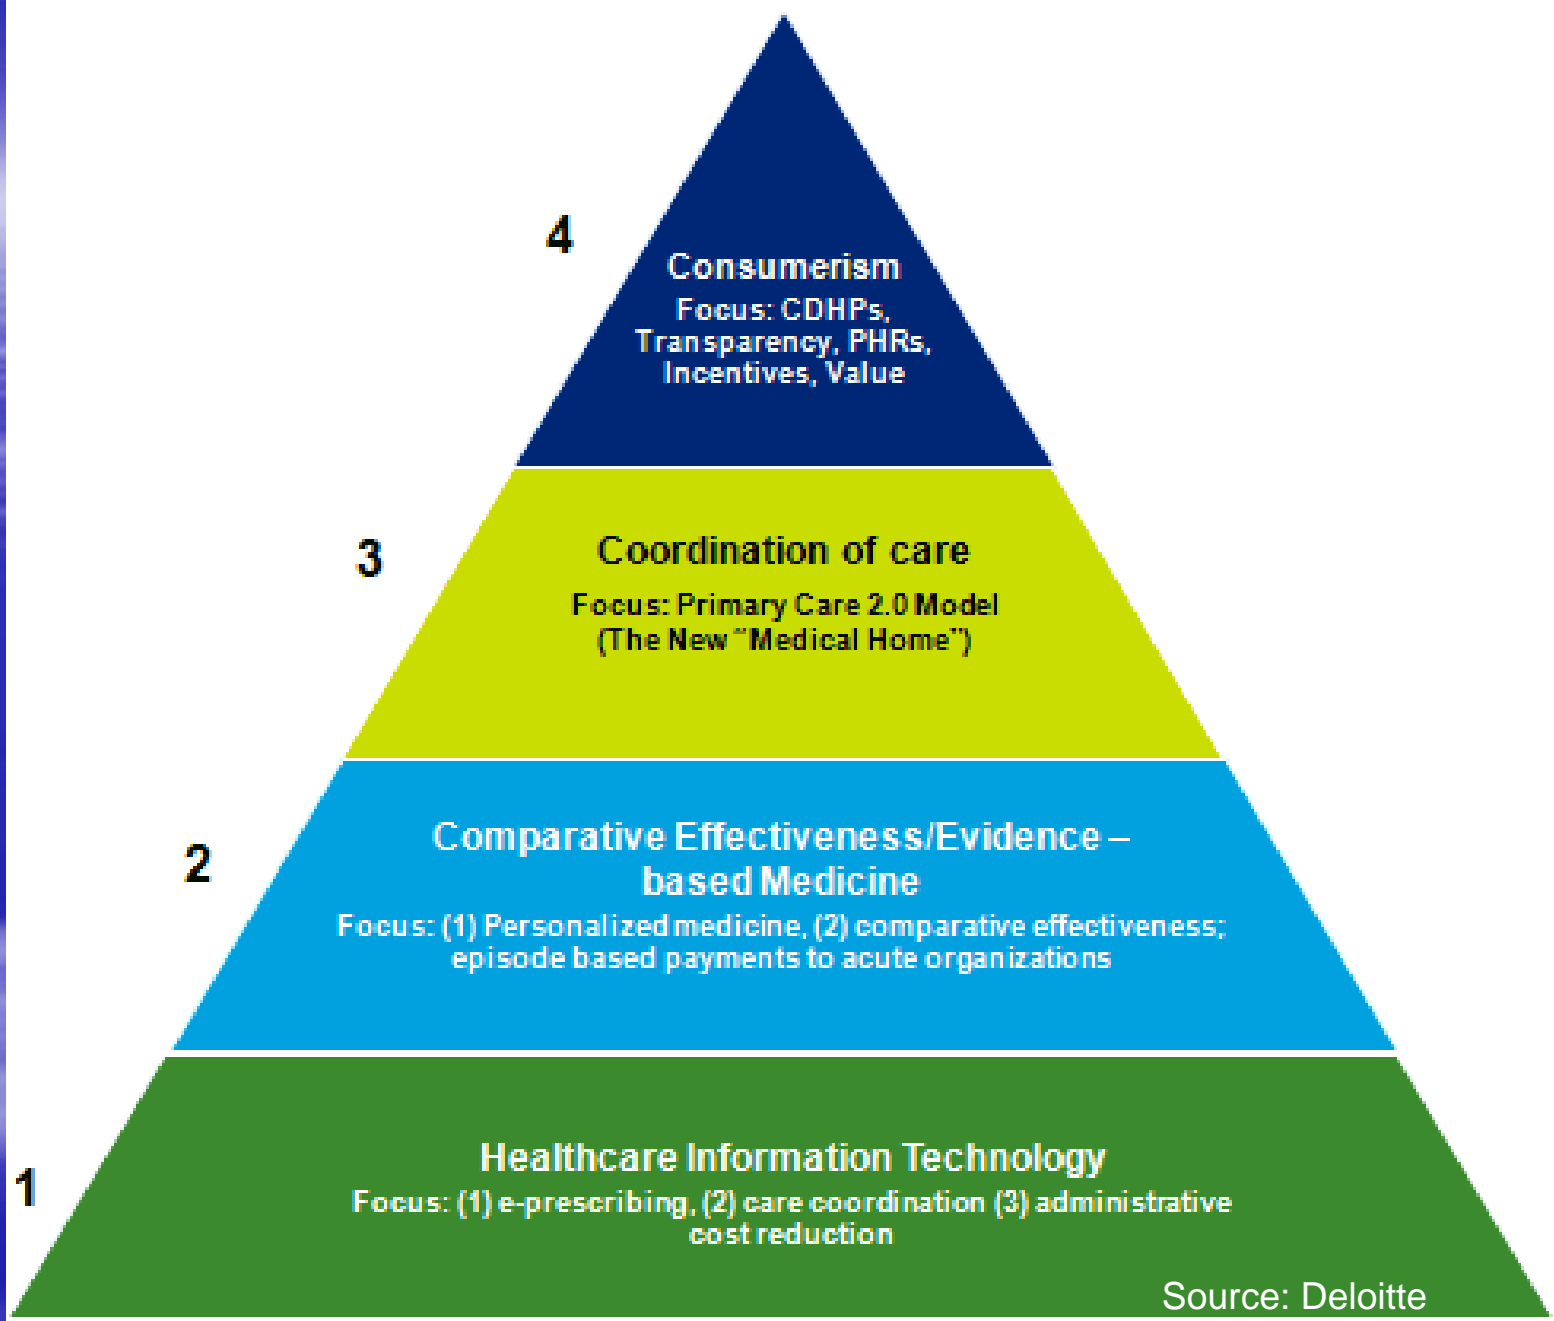 4
Consumerism
Focus: CDHPs,
Transparency, PHRs,
Incentives, Value
3
Coordination of care
Focus: Primary Care 2.0 Model
(The New "Medical Home")
2
Comparative Effectiveness/Evidence –
based Medicine
Focus: (1) Personalized medicine, (2) comparative effectiveness;
episode based payments to acute organizations
1
Healthcare Information Technology
Focus: (1) e-prescribing, (2) care coordination (3) administrative
cost reduction
Source: Deloitte